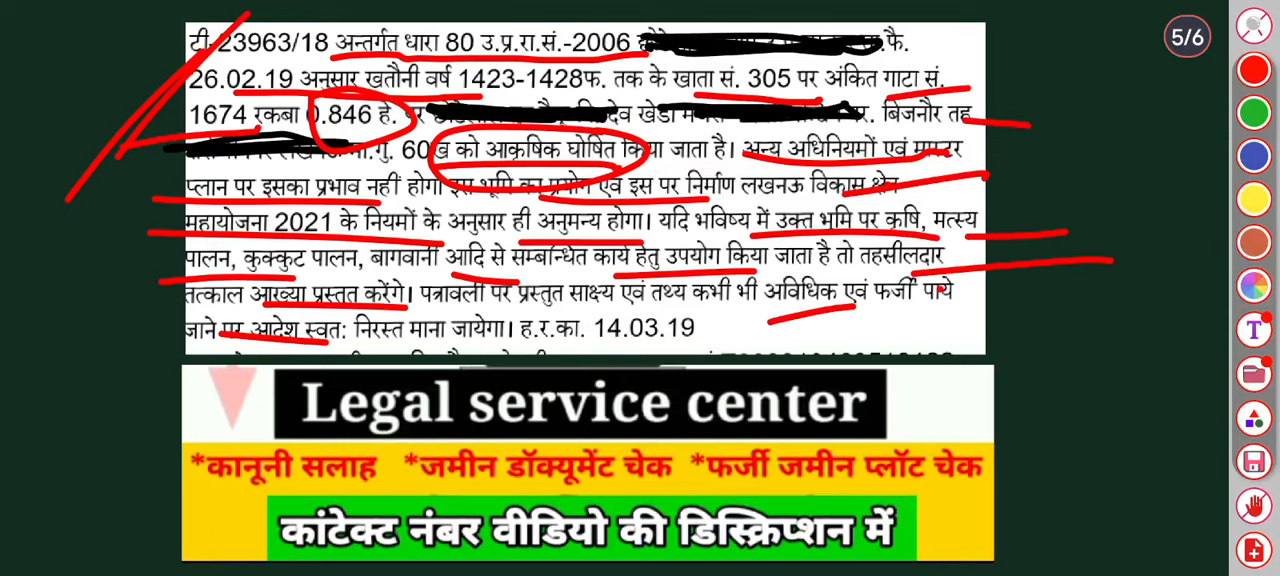 5/6
टी-23963/18 अन्तर्गत धारा 80 उ.प्र.रा.सं.-2006 फै.
26.02.19 अनुसार खतौनी वर्ष 1423-1428फ. तक के खाता सं. 305 पर अंकित गाटा सं.
1674 रकबा 0.846 हे. पर खेडा बिजनौर तह
60ख को आकृषिक घोषित किया जाता है। अन्य अधिनियमों एवं मास्टर
प्लान पर इसका प्रभाव नहीं होगा इस भूमि का प्रयोग एवं इस पर निर्माण लखनऊ विकास क्षेत्र
महायोजना 2021 के नियमों के अनुसार ही अनुमन्य होगा। यदि भविष्य में उक्त भूमि पर कृषि, मत्स्य
पालन, कुक्कुट पालन, बागवानी आदि से सम्बन्धित कार्य हेतु उपयोग किया जाता है तो तहसीलदार
तत्काल आख्या प्रस्तुत करेंगे। पत्रावली पर प्रस्तुत साक्ष्य एवं तथ्य कभी भी अविधिक एवं फर्जी पाये
जाने पर आदेश स्वत: निरस्त माना जायेगा। ह.र.का. 14.03.19
Legal service center
*कानूनी सलाह *जमीन डॉक्यूमेंट चेक *फर्जी जमीन प्लॉट चेक
कांटेक्ट नंबर वीडियो की डिस्क्रिप्शन में
T